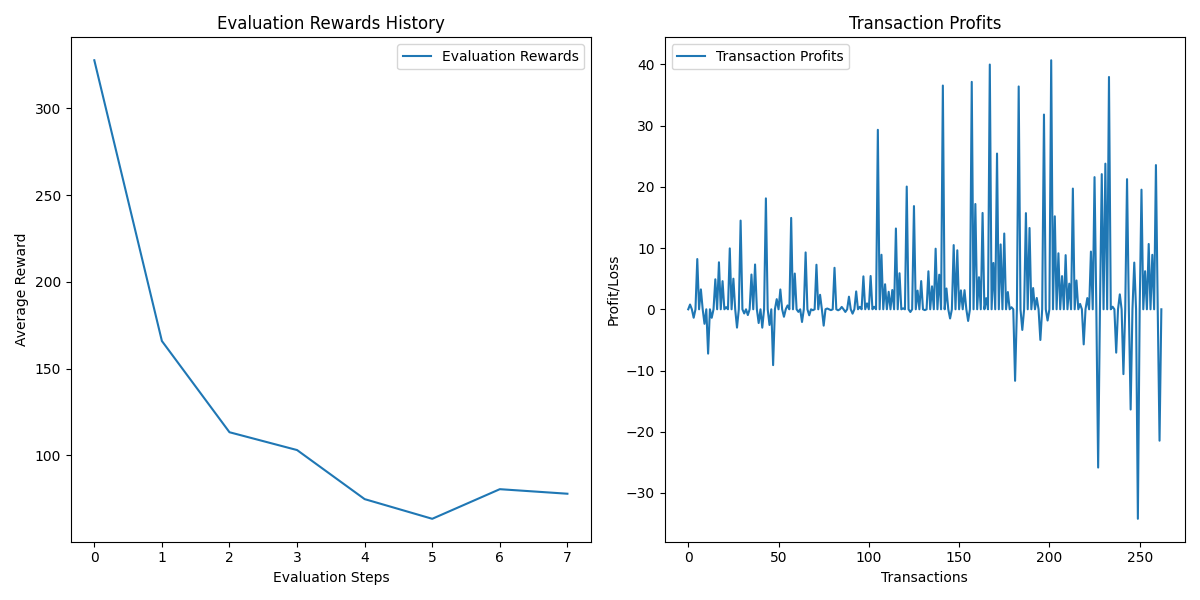 Evaluation Rewards History
Evaluation Rewards
Average Reward
300
250
200
150
100
0 1 2 3 4 5 6 7
Evaluation Steps
Transaction Profits
Transaction Profits
Profit/Loss
40
30
20
10
0
−10
−20
−30
0 50 100 150 200 250
Transactions